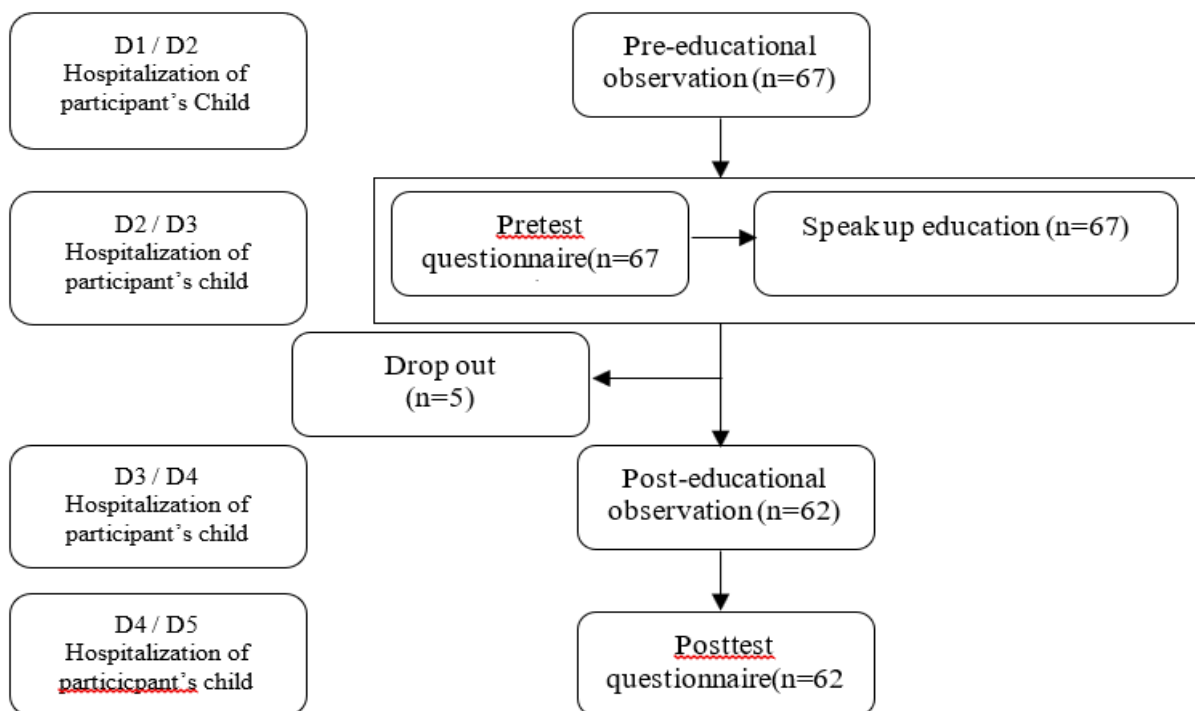 D1 / D2
Hospitalization of
participant's Child
Pre-educational
observation (n=67)
D2 / D3
Hospitalization of
participant's child
Pretest
questionnaire(n=67
Speak up education (n=67)
Drop out
(n=5)
D3 / D4
Hospitalization of
participant's child
Post-educational
observation (n=62)
D4 / D5
Hospitalization of
particicpant's child
Posttest
questionnaire(n=62